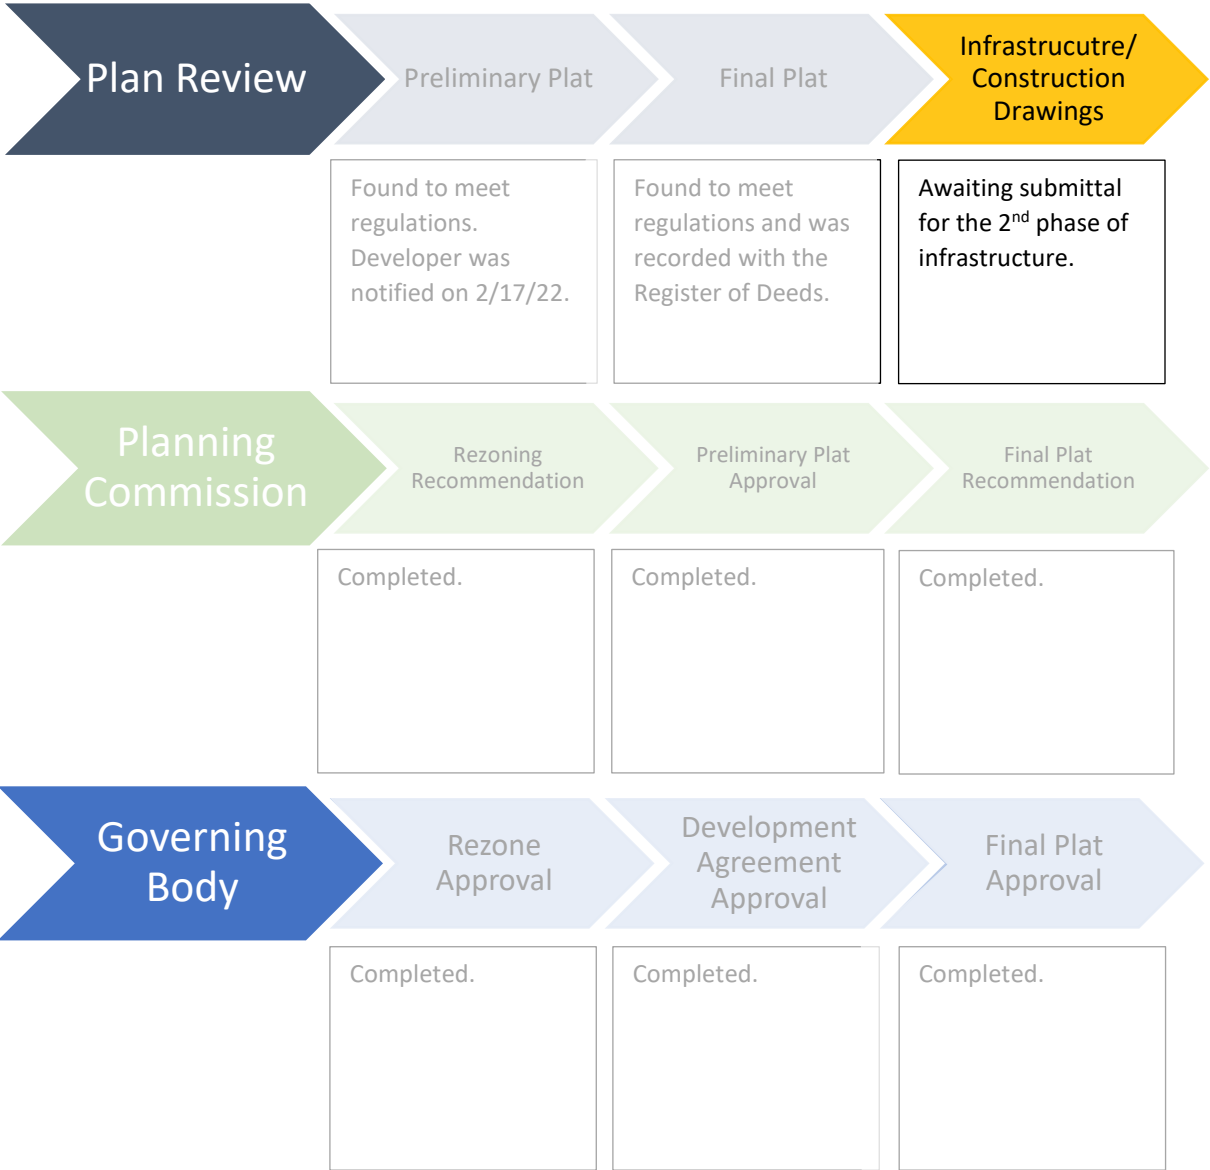 Plan Review
Preliminary Plat
Final Plat
Infrastrucutre/
Construction
Drawings
Found to meet
regulations.
Developer was
notified on 2/17/22.
Found to meet
regulations and was
recorded with the
Register of Deeds.
Awaiting submittal
for the 2nd phase of
infrastructure.
Planning
Commission
Rezoning
Recommendation
Preliminary Plat
Approval
Final Plat
Recommendation
Completed.
Completed.
Completed.
Governing
Body
Rezone
Approval
Development
Agreement
Approval
Final Plat
Approval
Completed.
Completed.
Completed.